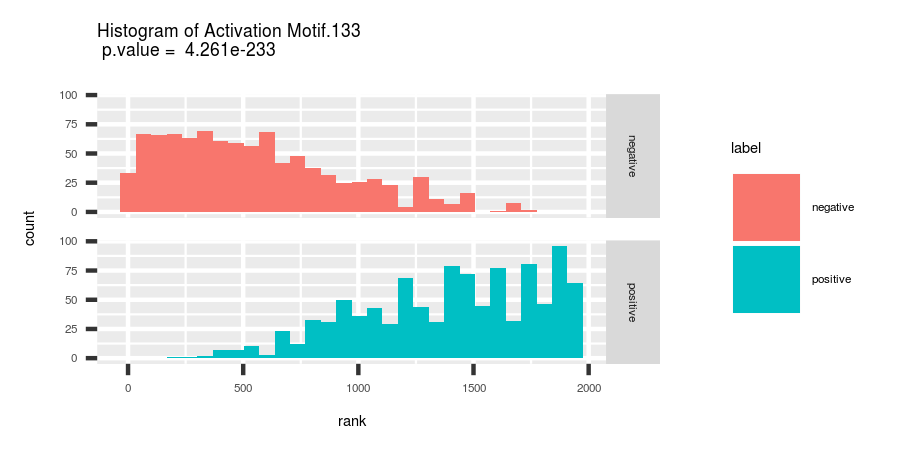 Histogram of Activation Motif.133
p.value = 4.261e-233
count
100
75
50
25
0
negative
100
75
50
25
0
positive
0 500 1000 1500 2000
rank
label
negative
positive